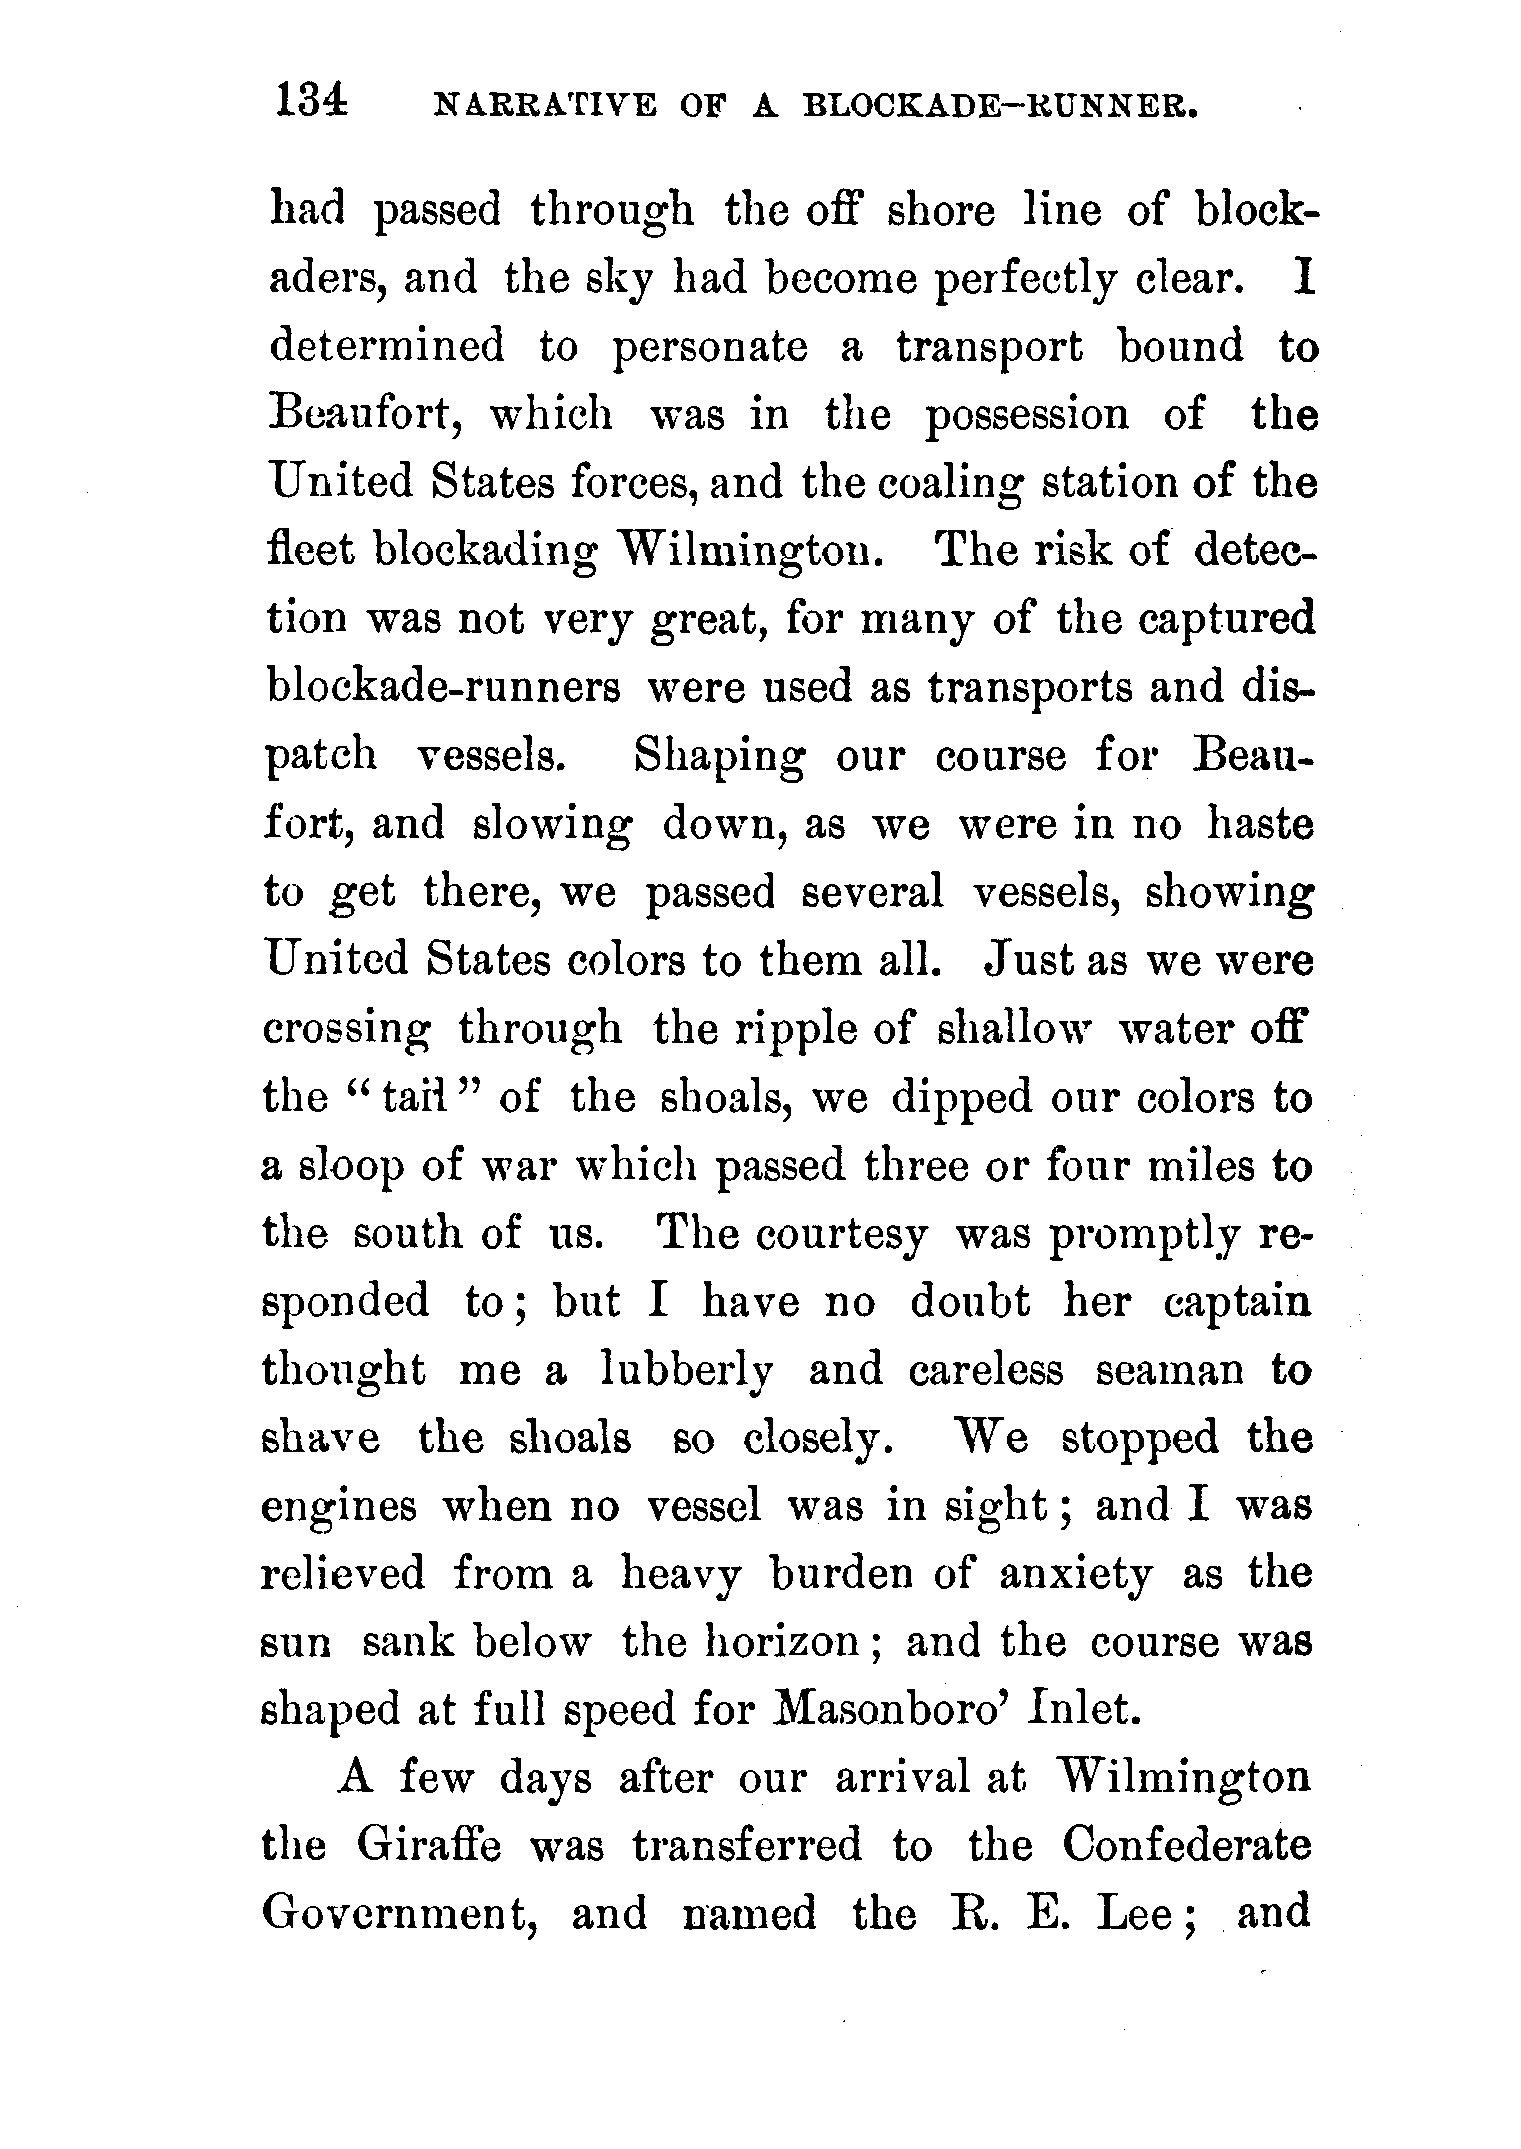 134 NARRATIVE OF A BLOCKADE-RUNNER.
had passed through the off shore line of block-
aders, and the sky had become perfectly clear. I
determined to personate a transport bound to
Beaufort, which was in the possession of the
United States forces, and the coaling station of the
fleet blockading Wilmington. The risk of detec-
tion was not very great, for many of the captured
blockade-runners were used as transports and dis-
patch vessels. Shaping our course for Beau-
fort, and slowing down, as we were in no haste
to get there, we passed several vessels, showing
United States colors to them all. Just as we were
crossing through the ripple of shallow water off
the “tail” of the shoals, we dipped our colors to
a sloop of war which passed three or four miles to
the south of us. The courtesy was promptly re-
sponded to; but I have no doubt her captain
thought me a lubberly and careless seaman to
shave the shoals so closely. We stopped the
engines when no vessel was in sight; and I was
relieved from a heavy burden of anxiety as the
sun sank below the horizon; and the course was
shaped at full speed for Masonboro’ Inlet.
A few days after our arrival at Wilmington
the Giraffe was transferred to the Confederate
Government, and named the R. E. Lee; and